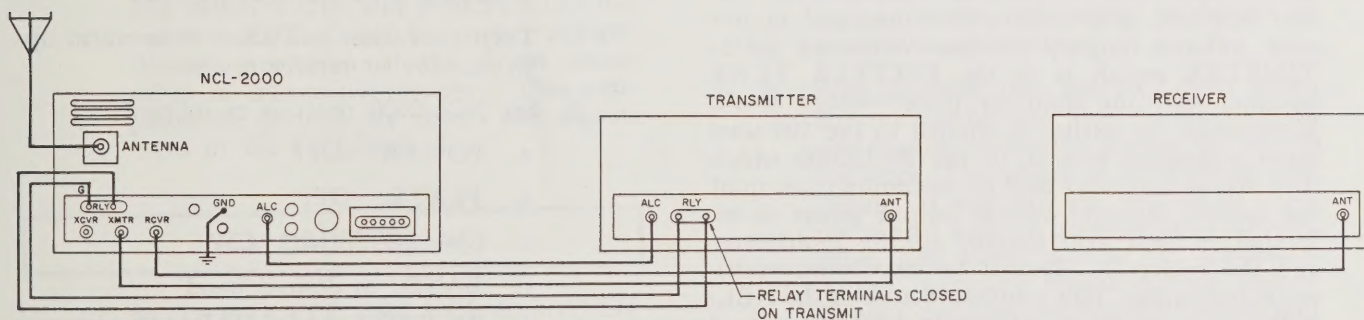 NCL-2000
TRANSMITTER
RECEIVER
ANTENNA
G
RLY
GND
ALC
XCVR
XMTR
RCVR
ALC
RLY
ANT
ANT
RELAY TERMINALS CLOSED
ON TRANSMIT